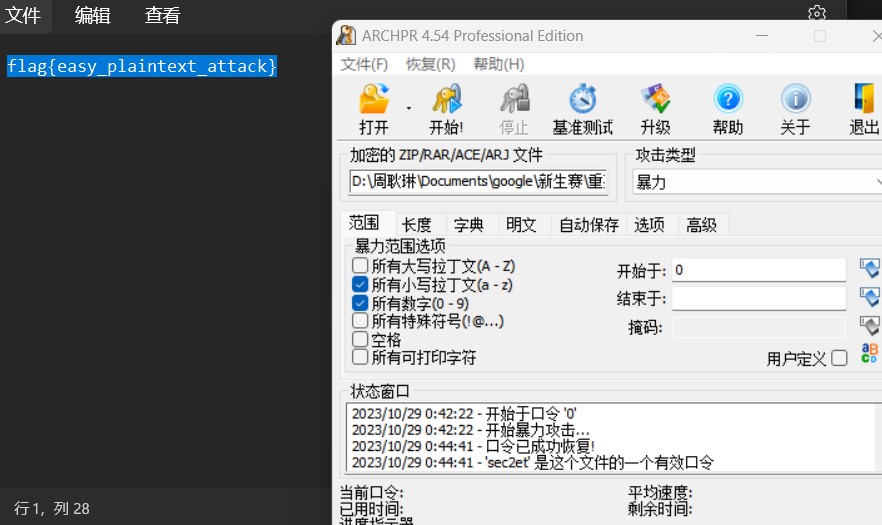 文件 编辑 查看
flag{easy_plaintext_attack}
行 1, 列 28
ARCHPR 4.54 Professional Edition
文件(F) 恢复(R) 帮助(H)
打开 开始! 停止 基准测试 升级 帮助 关于 退出
加密的 ZIP/RAR/ACE/ARJ 文件
攻击类型
D:\周耿琳\Documents\google\新生赛\重
暴力
范围 长度 字典 明文 自动保存 选项 高级
暴力范围选项
所有大写拉丁文(A - Z)
所有小写拉丁文(a - z)
所有数字(0 - 9)
所有特殊符号(!@...)
空格
所有可打印字符
开始于: 0
结束于:
掩码:
用户定义
状态窗口
2023/10/29 0:42:22 - 开始于口令 '0'
2023/10/29 0:42:22 - 开始暴力攻击...
2023/10/29 0:44:41 - 口令已成功恢复!
2023/10/29 0:44:41 - 'sec2et' 是这个文件的一个有效口令
当前口令: 平均速度:
已用时间: 剩余时间:
进度指示器